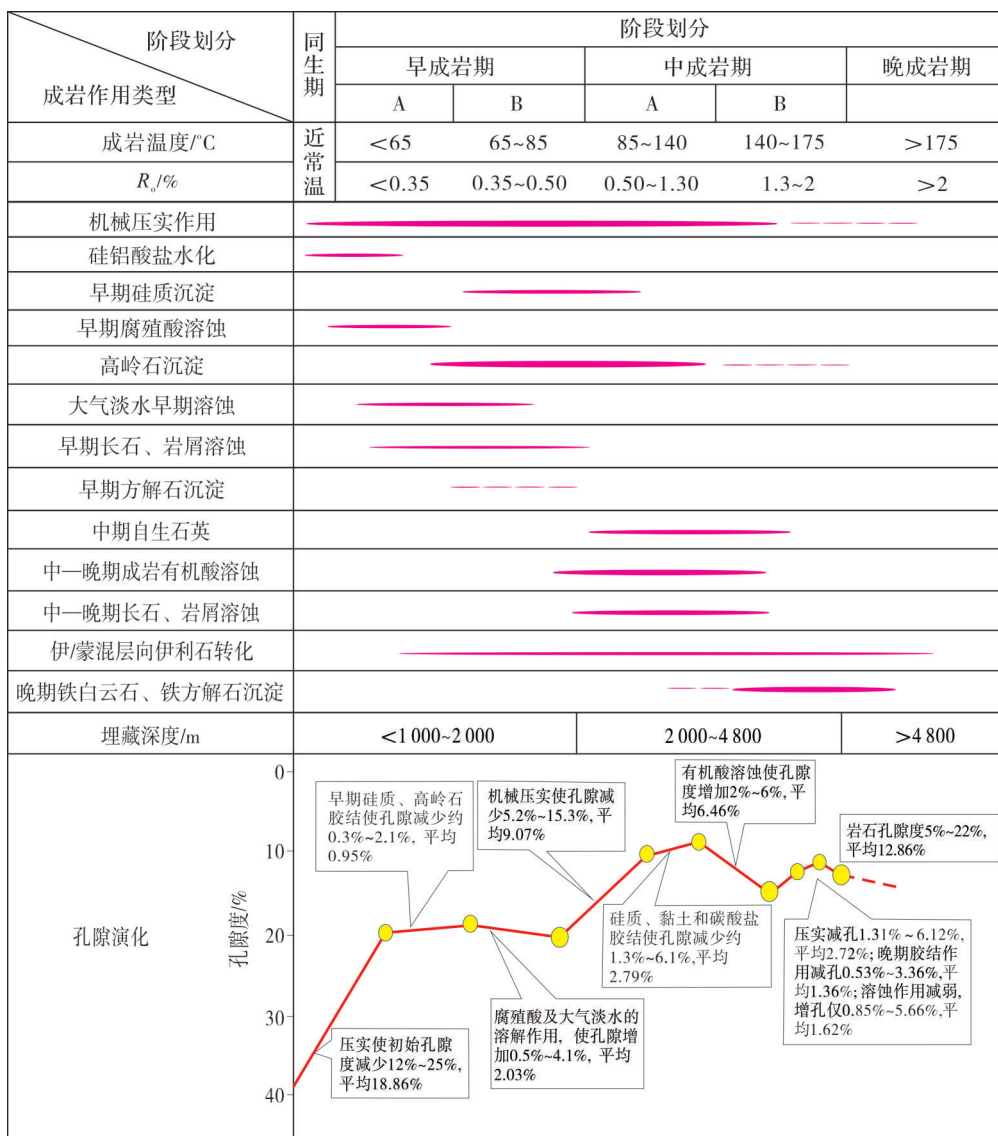 阶段划分
成岩作用类型
同生期
阶段划分
早成岩期
中成岩期
晚成岩期
A
B
A
B
成岩温度/℃
近常温
<65
65~85
85~140
140~175
>175
Rₒ/%
<0.35
0.35~0.50
0.50~1.30
1.3~2
>2
机械压实作用
硅铝酸盐水化
早期硅质沉淀
早期腐殖酸溶蚀
高岭石沉淀
大气淡水早期溶蚀
早期长石、岩屑溶蚀
早期方解石沉淀
中期自生石英
中—晚期成岩有机酸溶蚀
中—晚期长石、岩屑溶蚀
伊/蒙混层向伊利石转化
晚期铁白云石、铁方解石沉淀
埋藏深度/m
<1 000~2 000
2 000~4 800
>4 800
孔隙演化
孔隙度/%
0
10
20
30
40
早期硅质、高岭石
胶结使孔隙减少约
0.3%~2.1%, 平均
0.95%
机械压实使孔隙减
少5.2%~15.3%,平
均9.07%
有机酸溶蚀使孔隙
度增加2%~6%,平
均6.46%
岩石孔隙度5%~22%,
平均12.86%
硅质、黏土和碳酸盐
胶结使孔隙减少约
1.3%~6.1%,平均
2.79%
压实减孔1.31%~6.12%,
平均2.72%; 晚期胶结作
用减孔0.53%~3.36%,平
均1.36%; 溶蚀作用减弱,
增孔仅0.85%~5.66%,平
均1.62%
压实使初始孔隙
度减少12%~25%,
平均18.86%
腐殖酸及大气淡水的
溶解作用, 使孔隙增
加0.5%~4.1%, 平均
2.03%